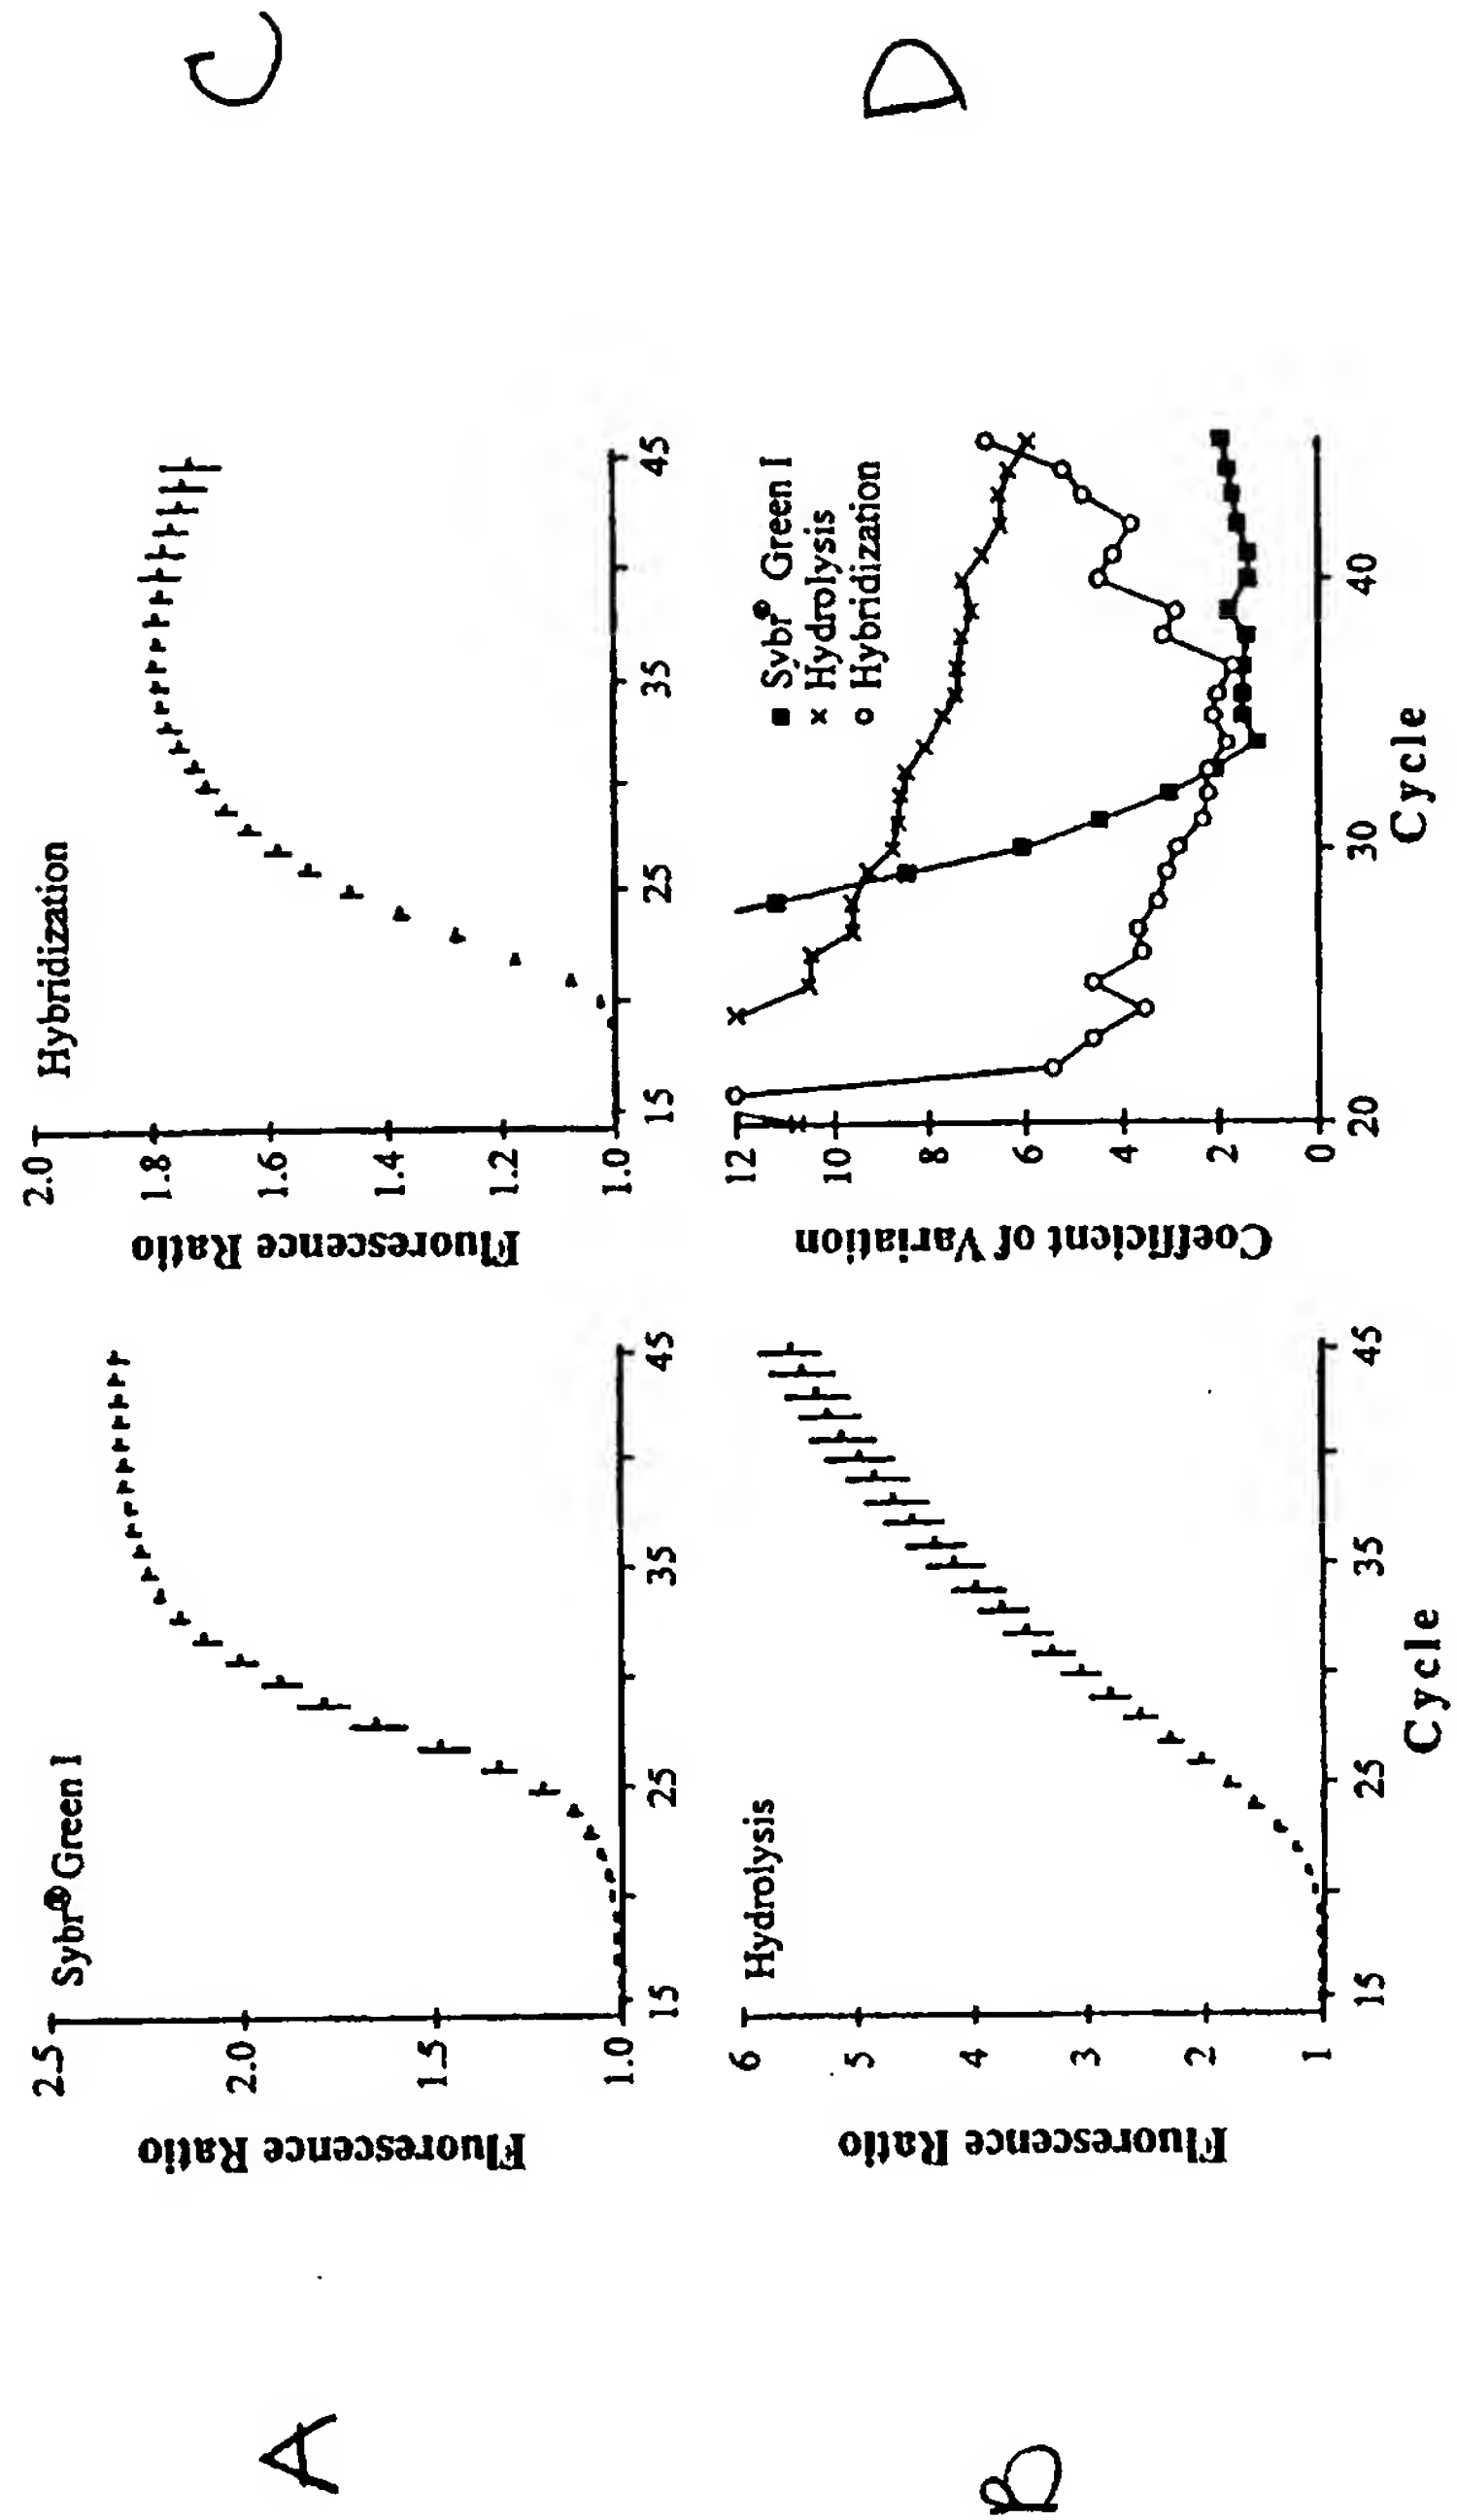 A
Sybr® Green I
Fluorescence Ratio
2.5
2.0
1.5
1.0
15
25
35
45
C
Hybridization
Fluorescence Ratio
2.0
1.8
1.6
1.4
1.2
1.0
15
25
35
45
B
Hydrolysis
Fluorescence Ratio
6
5
4
3
2
1
15
25
35
45
Cycle
D
Sybr® Green I
Hydrolysis
Hybridization
Coefficient of Variation
12
10
8
6
4
2
0
20
30
40
Cycle